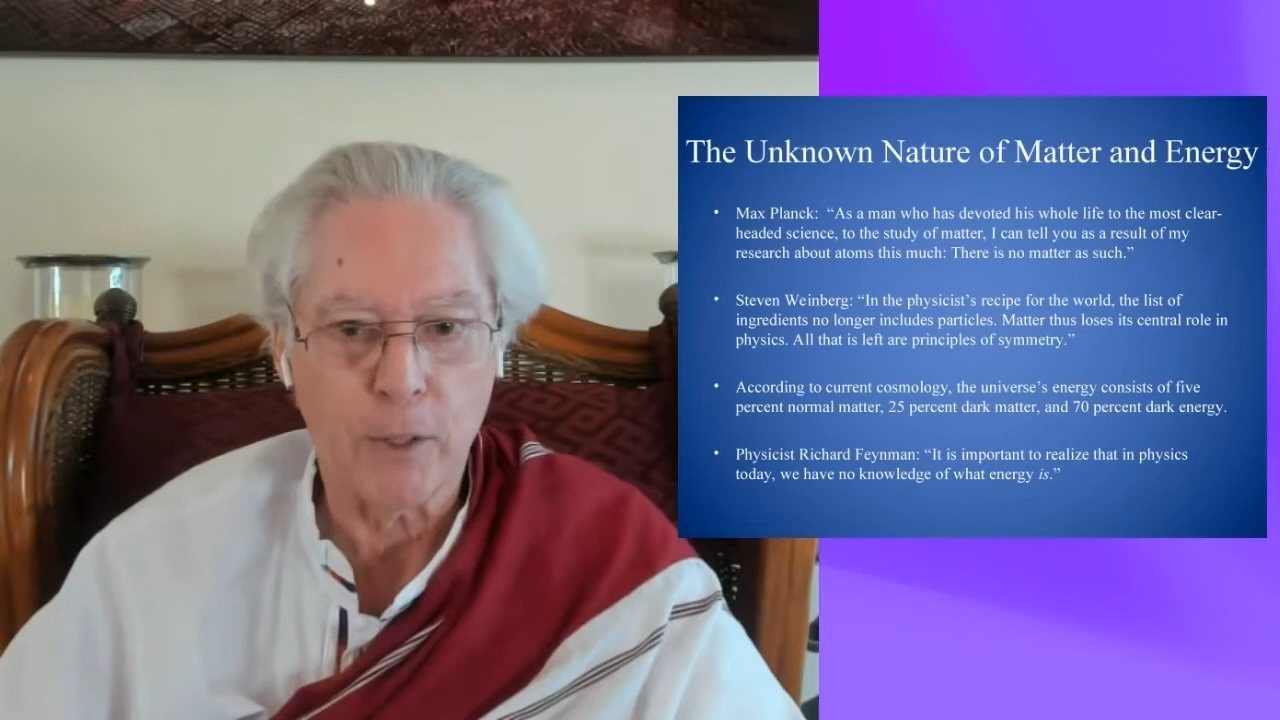 The Unknown Nature of Matter and Energy
• Max Planck: “As a man who has devoted his whole life to the most clear-
headed science, to the study of matter, I can tell you as a result of my
research about atoms this much: There is no matter as such.”
• Steven Weinberg: “In the physicist’s recipe for the world, the list of
ingredients no longer includes particles. Matter thus loses its central role in
physics. All that is left are principles of symmetry.”
• According to current cosmology, the universe’s energy consists of five
percent normal matter, 25 percent dark matter, and 70 percent dark energy.
• Physicist Richard Feynman: “It is important to realize that in physics
today, we have no knowledge of what energy is.”